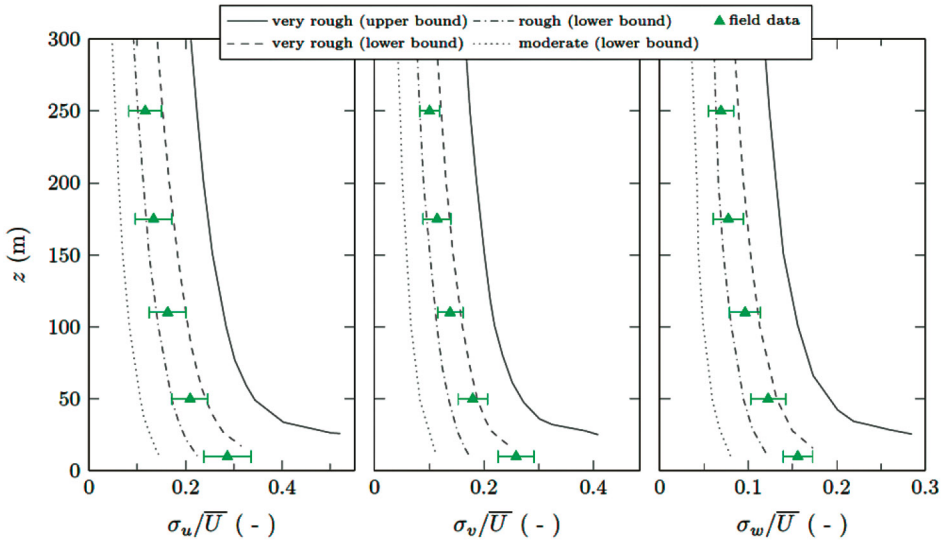 very rough (upper bound) rough (lower bound) field data
very rough (lower bound) moderate (lower bound)
300
250
200
150
100
50
0
z (m)
0 0.2 0.4 0 0.2 0.4 0 0.1 0.2 0.3
σu/U̅ ( - ) σv/U̅ ( - ) σw/U̅ ( - )